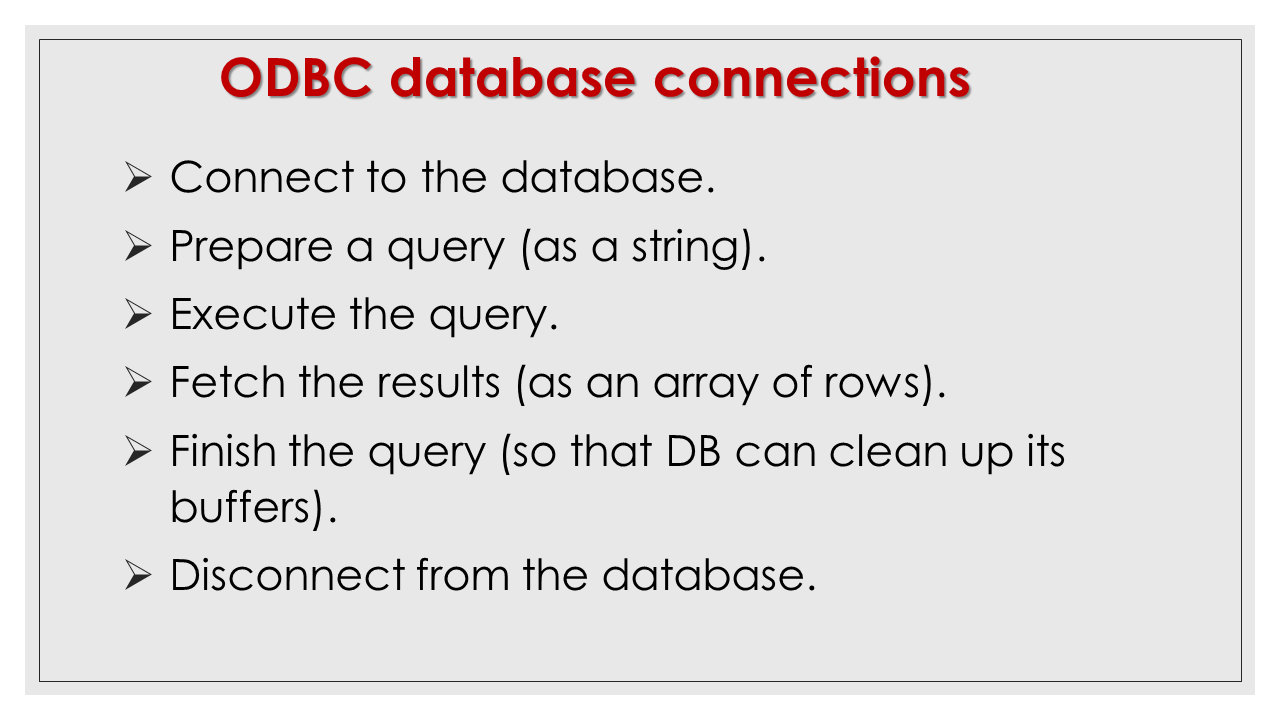 ODBC database connections
➢ Connect to the database.
➢ Prepare a query (as a string).
➢ Execute the query.
➢ Fetch the results (as an array of rows).
➢ Finish the query (so that DB can clean up its
buffers).
➢ Disconnect from the database.